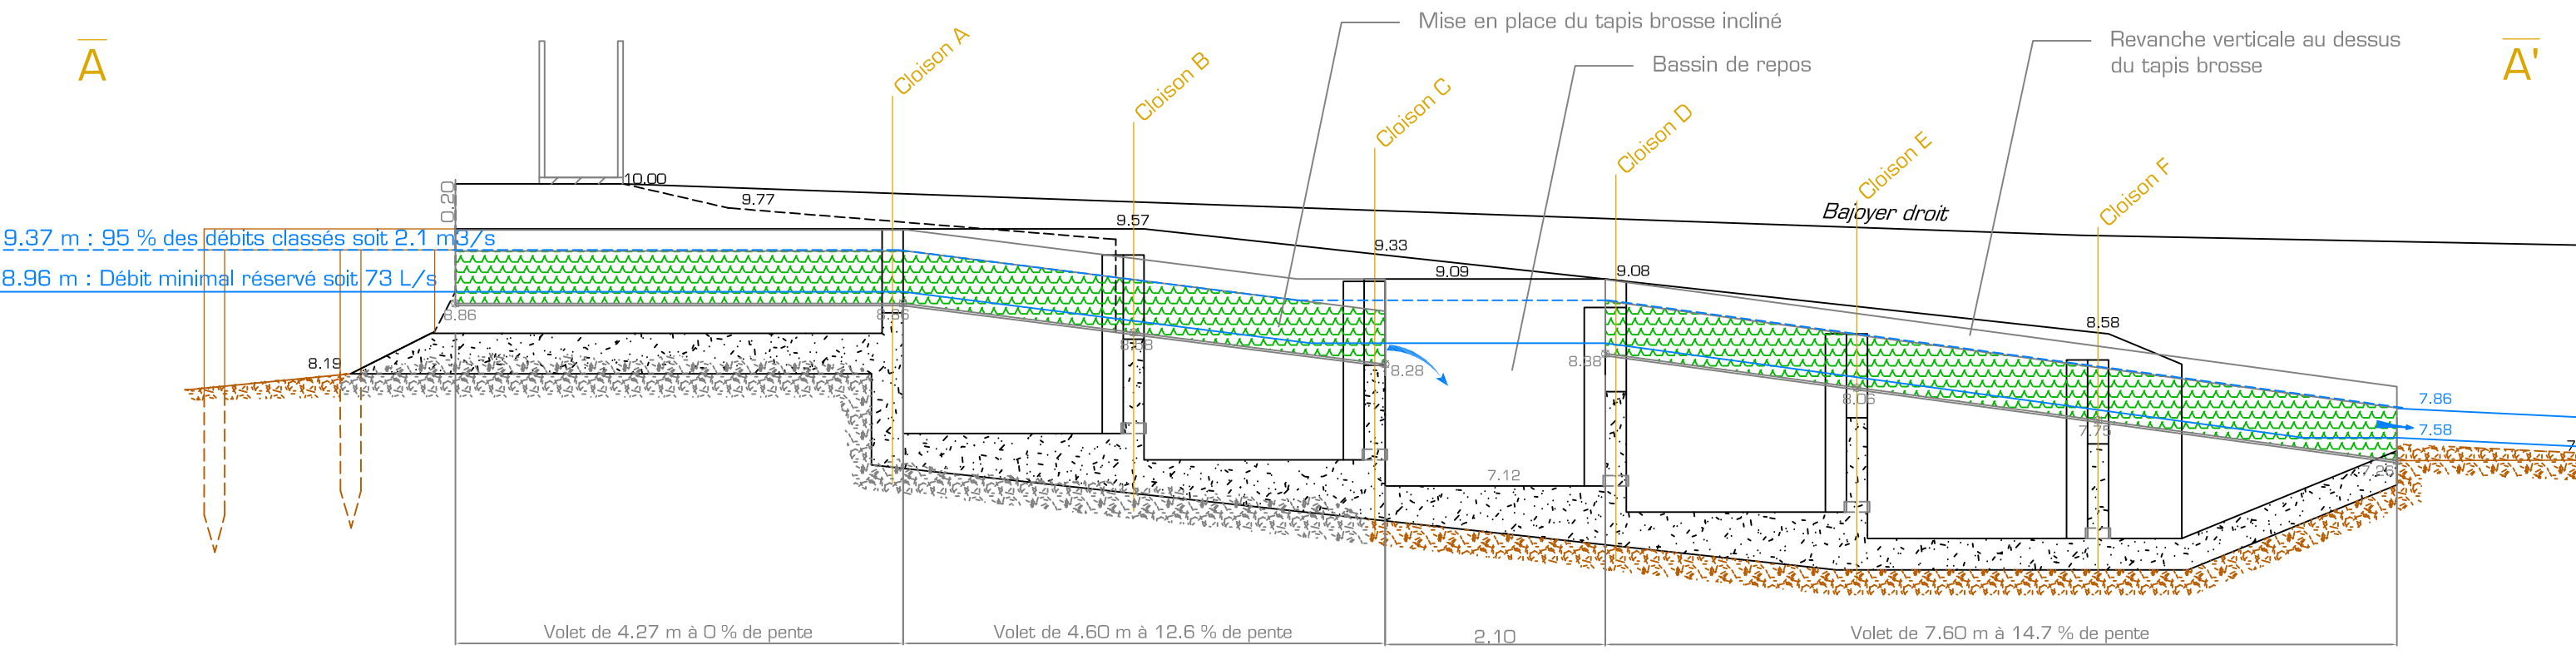 A
A'
Mise en place du tapis brosse incliné
Bassin de repos
Revanche verticale au dessus
du tapis brosse
Cloison A
Cloison B
Cloison C
Cloison D
Cloison E
Cloison F
0.20
10.00
9.77
9.57
9.33
9.09
9.08
Bajoyer droit
8.58
9.37 m : 95 % des débits classés soit 2.1 m3/s
8.96 m : Débit minimal réservé soit 73 L/s
8.86
8.86
8.19
8.28
8.38
8.06
7.75
7.86
7.58
7.12
Volet de 4.27 m à 0 % de pente
Volet de 4.60 m à 12.6 % de pente
2.10
Volet de 7.60 m à 14.7 % de pente